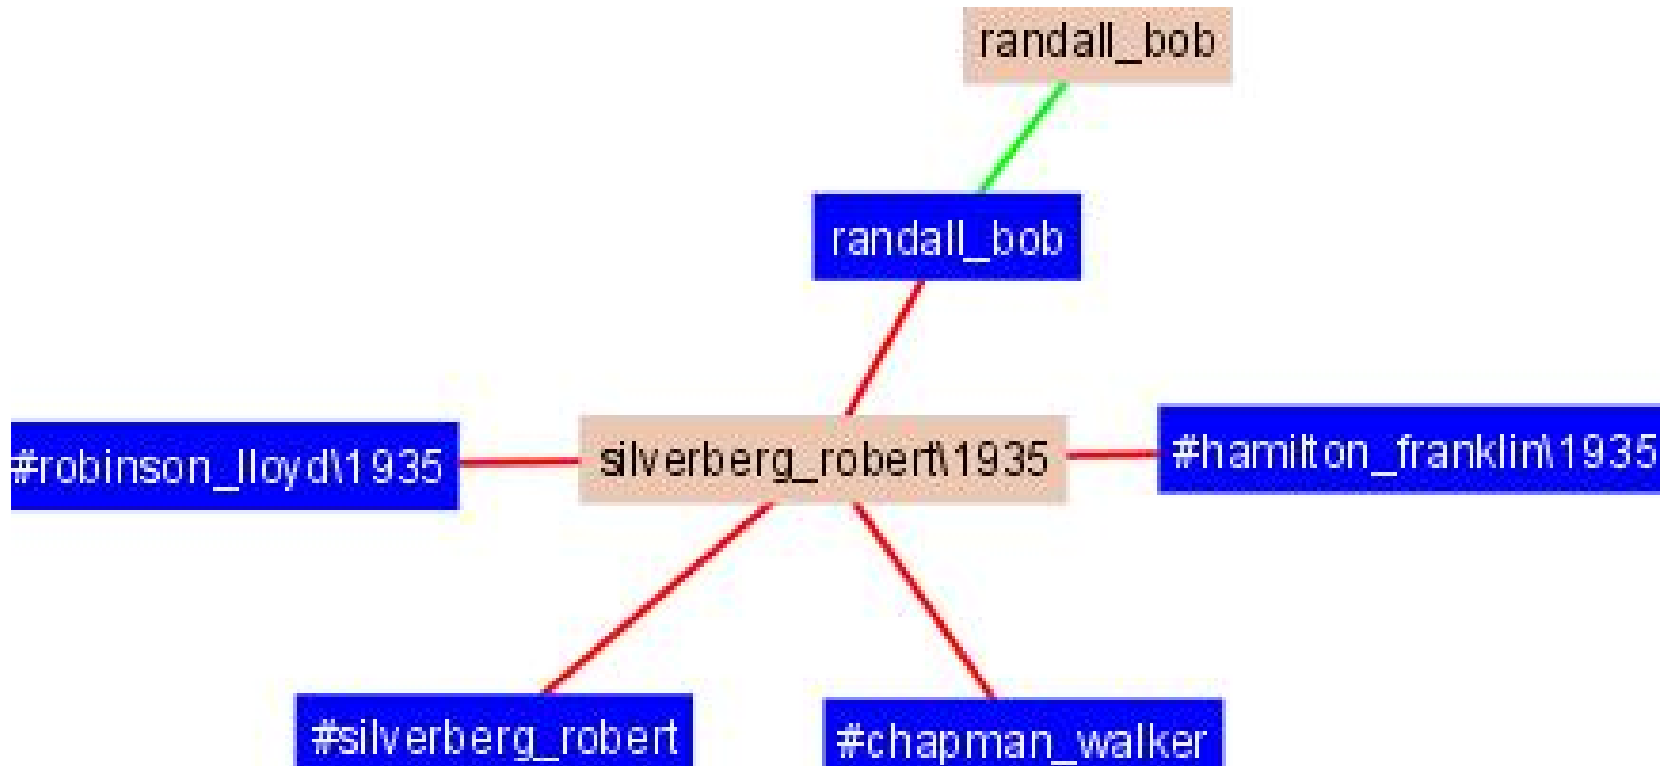 randall_bob
randall_bob
#robinson_lloyd\1935
silverberg_robert\1935
#hamilton_franklin\1935
#silverberg_robert
#chapman_walker